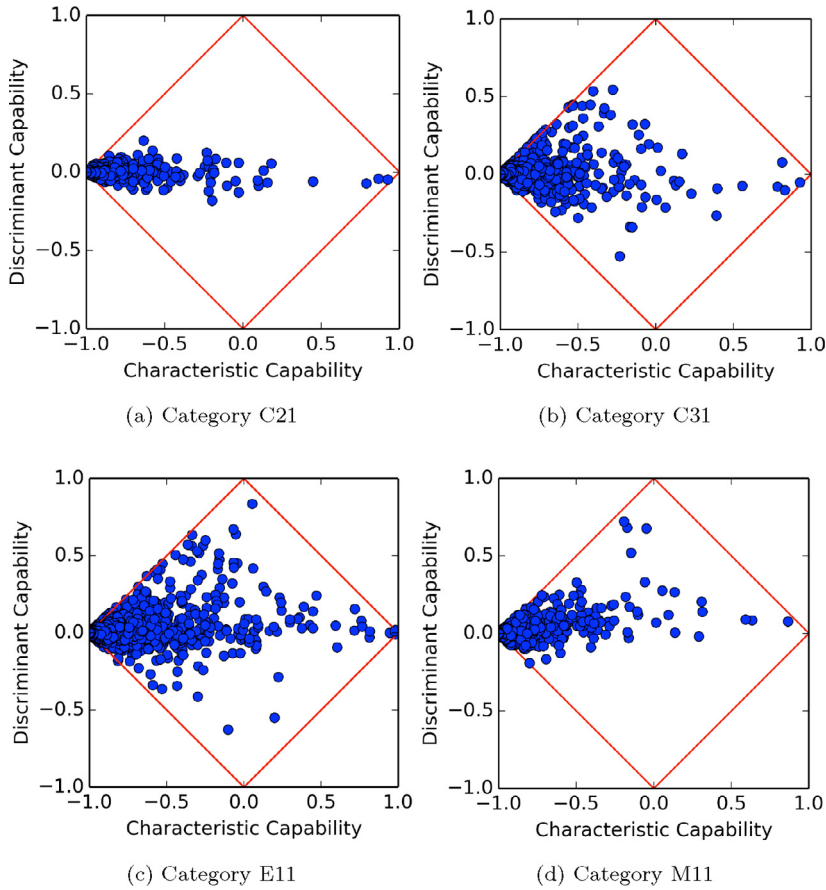 1.0
0.5
0.0
−0.5
−1.0
Discriminant Capability
−1.0 −0.5 0.0 0.5 1.0
Characteristic Capability
(a) Category C21
1.0
0.5
0.0
−0.5
−1.0
Discriminant Capability
−1.0 −0.5 0.0 0.5 1.0
Characteristic Capability
(b) Category C31
1.0
0.5
0.0
−0.5
−1.0
Discriminant Capability
−1.0 −0.5 0.0 0.5 1.0
Characteristic Capability
(c) Category E11
1.0
0.5
0.0
−0.5
−1.0
Discriminant Capability
−1.0 −0.5 0.0 0.5 1.0
Characteristic Capability
(d) Category M11